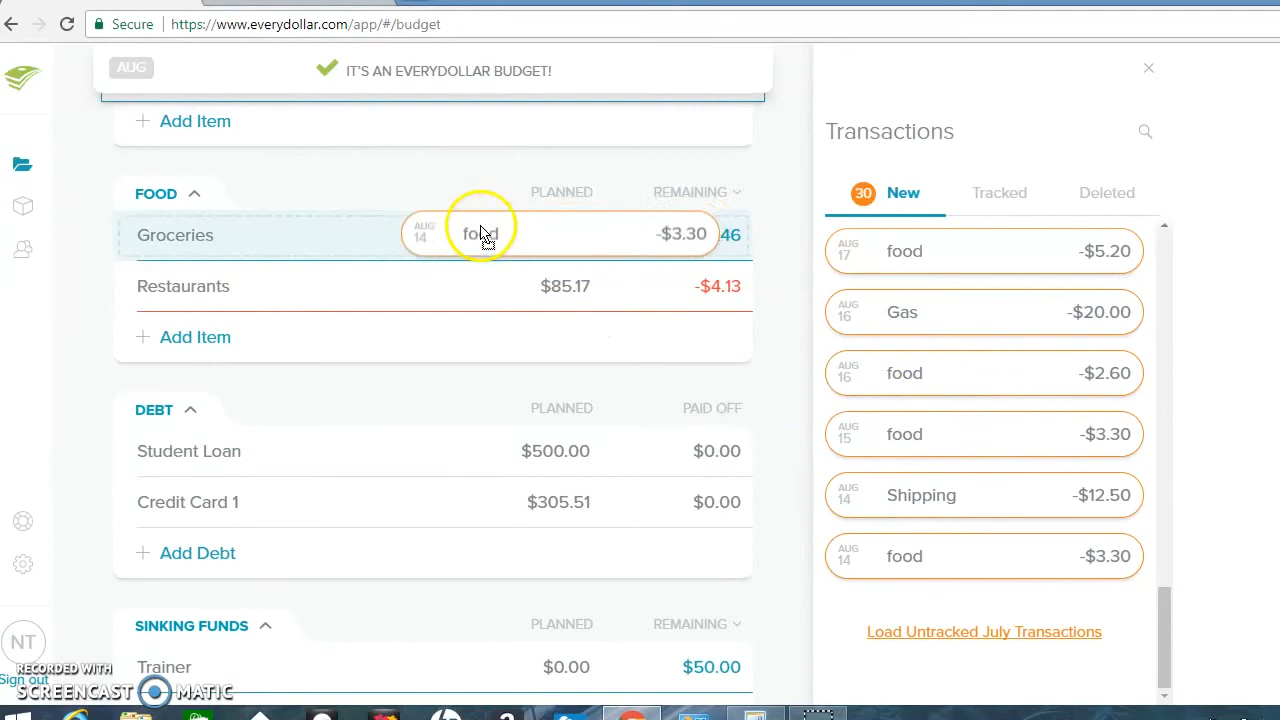 Secure https://www.everydollar.com/app/#/budget
AUG
IT'S AN EVERYDOLLAR BUDGET!
+ Add Item
FOOD PLANNED REMAINING
Groceries AUG 14 food -$3.30 46
Restaurants $85.17 -$4.13
+ Add Item
DEBT PLANNED PAID OFF
Student Loan $500.00 $0.00
Credit Card 1 $305.51 $0.00
+ Add Debt
SINKING FUNDS PLANNED REMAINING
Trainer $0.00 $50.00
Transactions
30 New Tracked Deleted
AUG 17 food -$5.20
AUG 16 Gas -$20.00
AUG 16 food -$2.60
AUG 15 food -$3.30
AUG 14 Shipping -$12.50
AUG 14 food -$3.30
Load Untracked July Transactions
NT
Sign out
RECORDED WITH
SCREENCAST MATIC